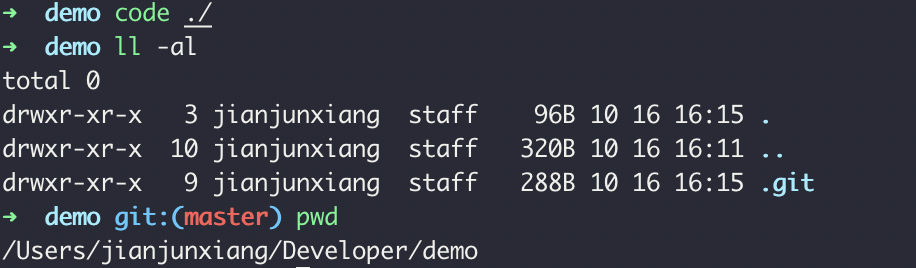 ➜  demo code ./
➜  demo ll -al
total 0
drwxr-xr-x   3 jianjunxiang  staff    96B 10 16 16:15 .
drwxr-xr-x  10 jianjunxiang  staff   320B 10 16 16:11 ..
drwxr-xr-x   9 jianjunxiang  staff   288B 10 16 16:15 .git
➜  demo git:(master) pwd
/Users/jianjunxiang/Developer/demo